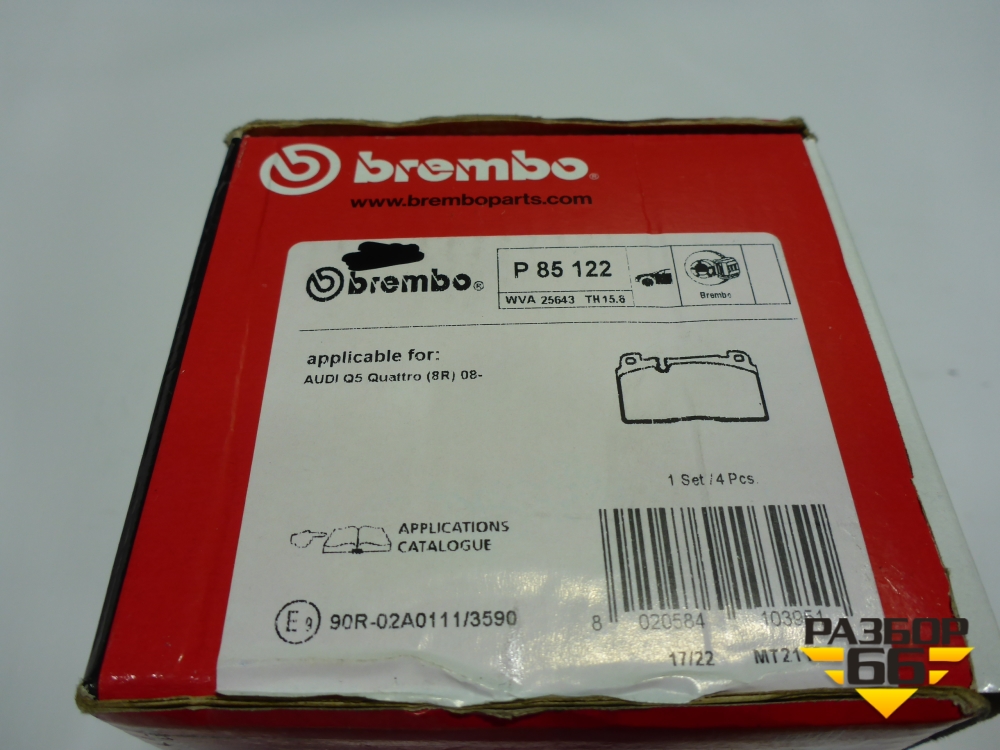 brembo®
www.bremboparts.com
brembo®
P 85 122
WVA 25643 TH 15.8
Brembo
applicable for:
AUDI Q5 Quattro (8R) 08-
1 Set / 4 Pcs.
APPLICATIONS
CATALOGUE
E9 90R-02A0111/3590
8 020584 103951
17/22
РАЗБОР
66